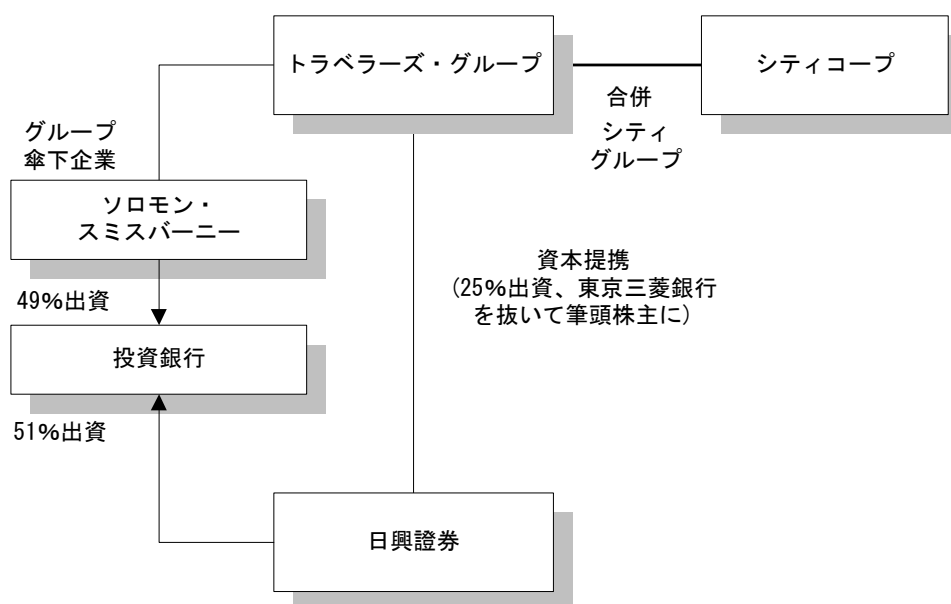 トラベラーズ・グループ
シティコープ
合併
シティ
グループ
グループ
傘下企業
ソロモン・
スミスバーニー
資本提携
(25%出資、東京三菱銀行
を抜いて筆頭株主に)
49%出資
投資銀行
51%出資
日興證券